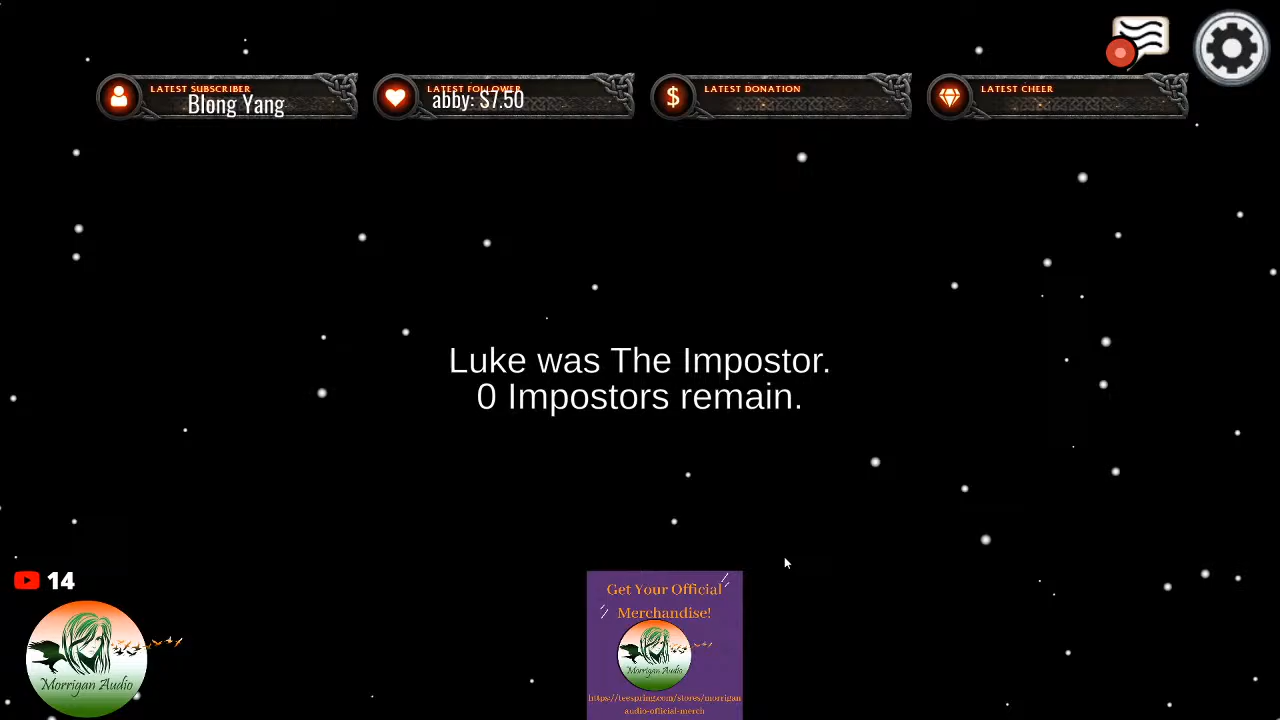 LATEST SUBSCRIBER
Blong Yang
LATEST FOLLOWER
abby: $7.50
LATEST DONATION
LATEST CHEER
Luke was The Impostor.
0 Impostors remain.
14
Morrigan Audio
Get Your Official
Merchandise!
Morrigan Audio
https://teespring.com/stores/morrigan
audio-official-merch